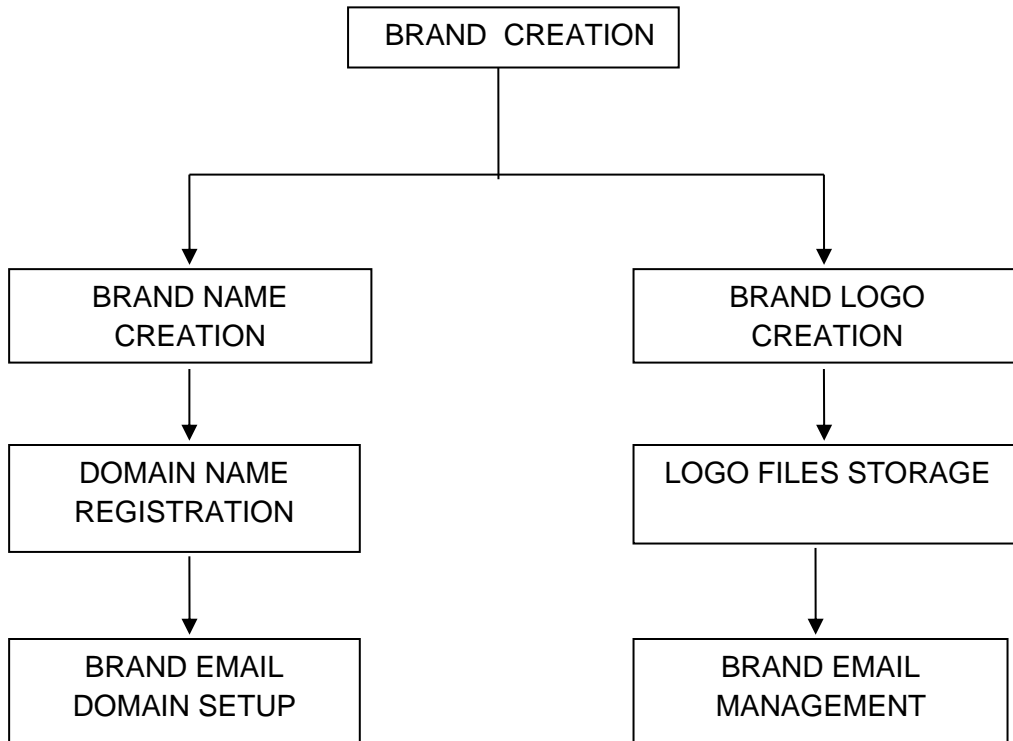 BRAND CREATION
BRAND NAME
CREATION
BRAND LOGO
CREATION
DOMAIN NAME
REGISTRATION
LOGO FILES STORAGE
BRAND EMAIL
DOMAIN SETUP
BRAND EMAIL
MANAGEMENT